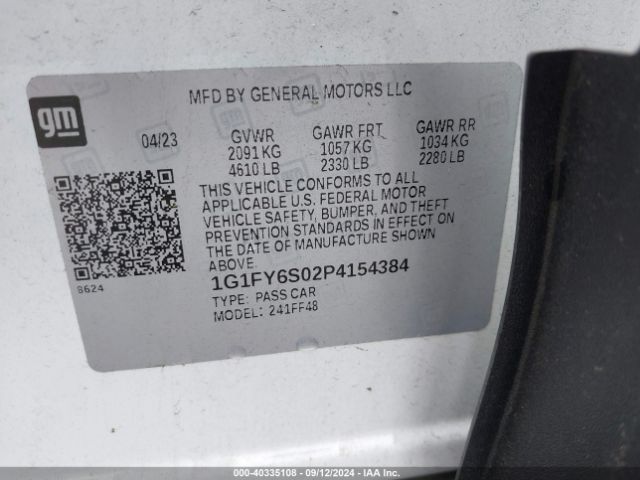 MFD BY GENERAL MOTORS LLC
gm
04/23 GVWR GAWR FRT GAWR RR
2091 KG 1057 KG 1034 KG
4610 LB 2330 LB 2280 LB
THIS VEHICLE CONFORMS TO ALL
APPLICABLE U.S. FEDERAL MOTOR
VEHICLE SAFETY, BUMPER, AND THEFT
PREVENTION STANDARDS IN EFFECT ON
THE DATE OF MANUFACTURE SHOWN
ABOVE.
8624
1G1FY6S02P4154384
TYPE: PASS CAR
MODEL: 241FF48
000-40335108 - 09/12/2024 - IAA Inc.